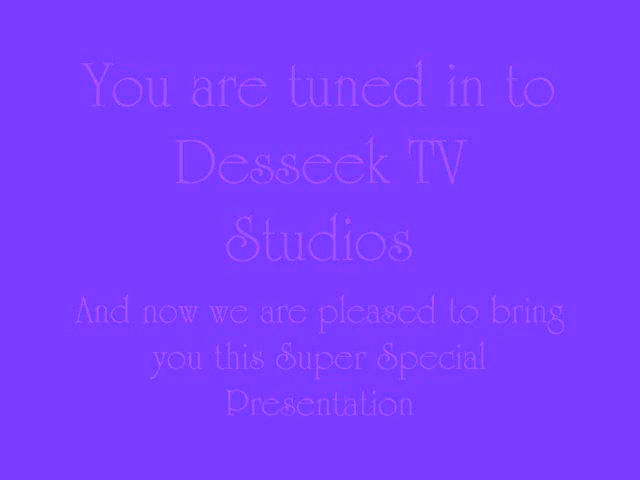 You are tuned in to
Desseek TV
Studios
And now we are pleased to bring
you this Super Special
Presentation